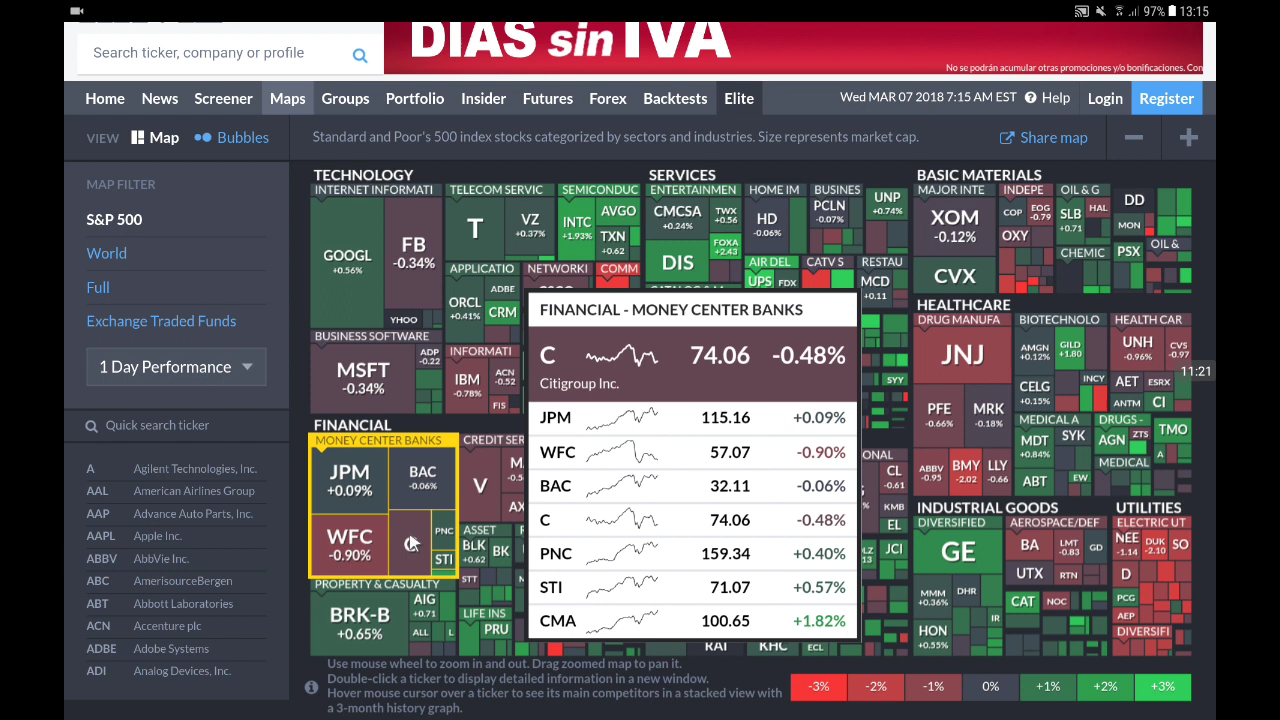 97% 13:15
DIAS sin IVA
Search ticker, company or profile
No se podrán acumular otras promociones y/o bonificaciones. Con
Home News Screener Maps Groups Portfolio Insider Futures Forex Backtests Elite
Wed MAR 07 2018 7:15 AM EST Help Login Register
VIEW Map Bubbles
Standard and Poor's 500 index stocks categorized by sectors and industries. Size represents market cap.
Share map
MAP FILTER
S&P 500
World
Full
Exchange Traded Funds
1 Day Performance
Quick search ticker
A Agilent Technologies, Inc.
AAL American Airlines Group
AAP Advance Auto Parts, Inc.
AAPL Apple Inc.
ABBV AbbVie Inc.
ABC AmerisourceBergen
ABT Abbott Laboratories
ACN Accenture plc
ADBE Adobe Systems
ADI Analog Devices, Inc.
TECHNOLOGY
INTERNET INFORMATI
GOOGL
+0.56%
FB
-0.34%
YHOO
TELECOM SERVIC
T
VZ
+0.37%
SEMICONDUC
INTC
+1.93%
AVGO
TXN
+0.62
APPLICATIO
ORCL
+0.41%
ADBE
CRM
NETWORKI
COMM
BUSINESS SOFTWARE
MSFT
-0.34%
ADP
-0.22
INFORMATI
IBM
-0.78%
ACN
-0.52
FIS
SERVICES
ENTERTAINMEN
CMCSA
+0.24%
TWX
+0.56
DIS
FOXA
+2.43
HOME IM
HD
-0.06%
BUSINES
PCLN
-0.07%
UNP
+0.74%
AIR DEL
UPS
FDX
CATV S
RESTAU
MCD
+0.11
SYY
BASIC MATERIALS
MAJOR INTE
XOM
-0.12%
CVX
INDEPE
COP
EOG
-0.79
OXY
OIL & G
SLB
+0.71
HAL
CHEMIC
DD
MON
PSX
OIL &
HEALTHCARE
DRUG MANUFA
JNJ
PFE
-0.66%
MRK
-0.18%
ABBV
-0.95
BMY
-2.02
LLY
-0.66
BIOTECHNOLO
AMGN
+0.12%
GILD
+1.80
CELG
+0.15%
INCY
HEALTH CAR
UNH
-0.96%
CVS
-0.97
AET
ESRX
ANTM
CI
MEDICAL A
MDT
+0.84%
SYK
ABT
EW
DRUGS -
AGN
ZTS
MEDICAL
TMO
A
11:21
FINANCIAL
MONEY CENTER BANKS
JPM
+0.09%
BAC
-0.06%
WFC
-0.90%
PNC
STI
CREDIT SER
V
AX
ASSET
BLK
+0.62
BK
STT
PROPERTY & CASUALTY
BRK-B
+0.65%
AIG
+0.71
ALL
L
LIFE INS
PRU
FINANCIAL - MONEY CENTER BANKS
C 74.06 -0.48%
Citigroup Inc.
JPM 115.16 +0.09%
WFC 57.07 -0.90%
BAC 32.11 -0.06%
C 74.06 -0.48%
PNC 159.34 +0.40%
STI 71.07 +0.57%
CMA 100.65 +1.82%
ONAL
CL
-0.61
KMB
EL
JCI
RAI
KHC
ECL
INDUSTRIAL GOODS
DIVERSIFIED
GE
MMM
+0.36%
DHR
HON
+0.55%
IR
AEROSPACE/DEF
BA
LMT
-0.83
GD
UTX
RTN
CAT
NOC
UTILITIES
ELECTRIC UT
NEE
-1.14
DUK
-2.10
SO
D
PCG
AEP
DIVERSIFI
Use mouse wheel to zoom in and out. Drag zoomed map to pan it.
Double-click a ticker to display detailed information in a new window.
Hover mouse cursor over a ticker to see its main competitors in a stacked view with
a 3-month history graph.
-3% -2% -1% 0% +1% +2% +3%